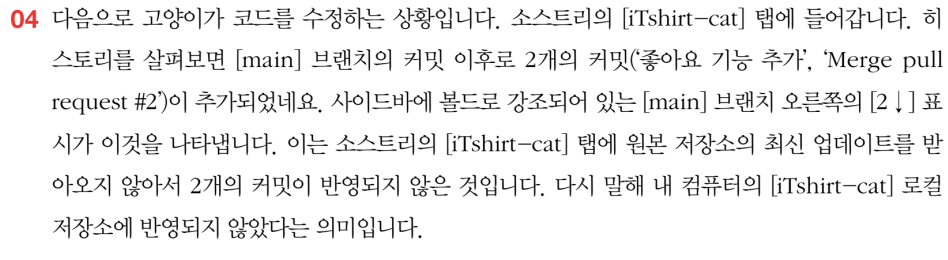 04 다음으로 고양이가 코드를 수정하는 상황입니다. 소스트리의 [iTshirt-cat] 탭에 들어갑니다. 히
스토리를 살펴보면 [main] 브랜치의 커밋 이후로 2개의 커밋(‘좋아요 기능 추가’, ‘Merge pull
request #2’)이 추가되었네요. 사이드바에 볼드로 강조되어 있는 [main] 브랜치 오른쪽의 [2↓] 표
시가 이것을 나타냅니다. 이는 소스트리의 [iTshirt-cat] 탭에 원본 저장소의 최신 업데이트를 받
아오지 않아서 2개의 커밋이 반영되지 않은 것입니다. 다시 말해 내 컴퓨터의 [iTshirt-cat] 로컬
저장소에 반영되지 않았다는 의미입니다.